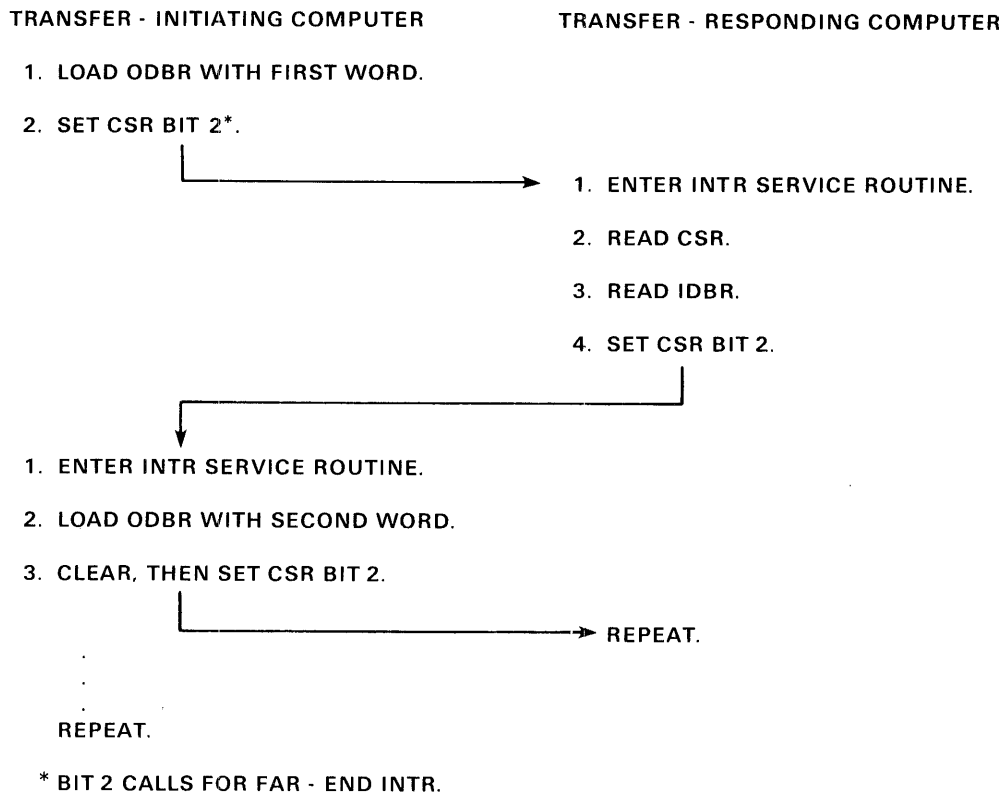 TRANSFER - INITIATING COMPUTER
TRANSFER - RESPONDING COMPUTER
1. LOAD ODBR WITH FIRST WORD.
2. SET CSR BIT 2*.
1. ENTER INTR SERVICE ROUTINE.
2. READ CSR.
3. READ IDBR.
4. SET CSR BIT 2.
1. ENTER INTR SERVICE ROUTINE.
2. LOAD ODBR WITH SECOND WORD.
3. CLEAR, THEN SET CSR BIT 2.
REPEAT.
.
.
.
REPEAT.
* BIT 2 CALLS FOR FAR - END INTR.